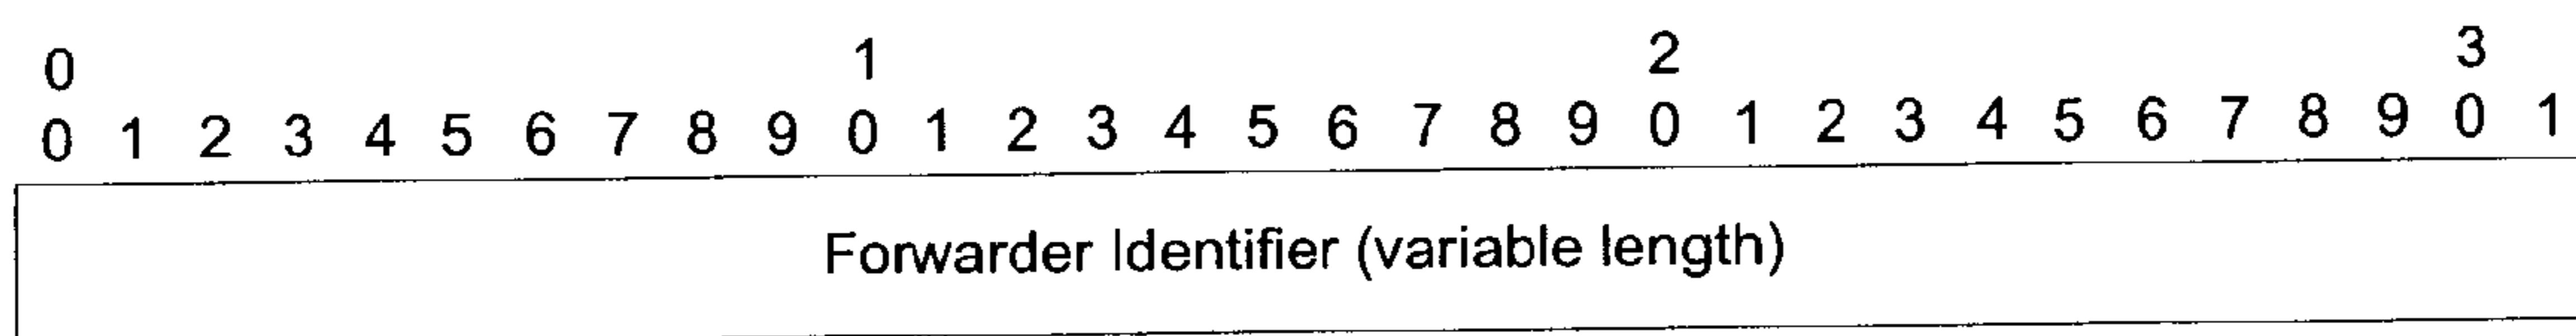 0 1 2 3
0 1 2 3 4 5 6 7 8 9 0 1 2 3 4 5 6 7 8 9 0 1 2 3 4 5 6 7 8 9 0 1
Forwarder Identifier (variable length)